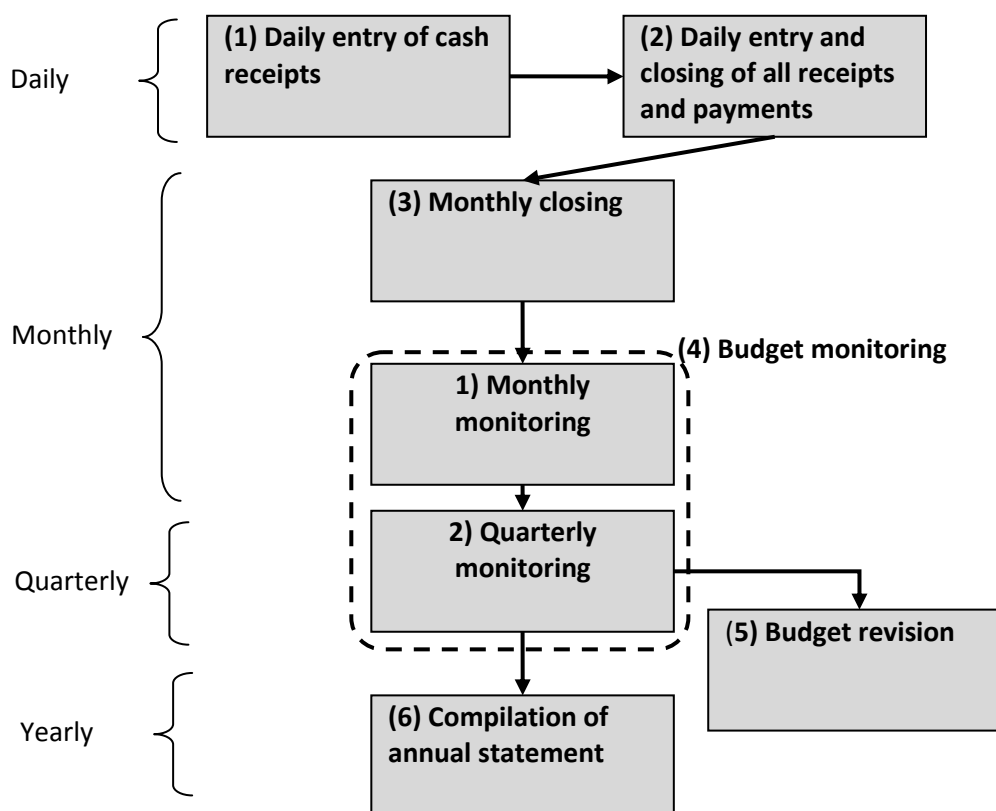 Daily
(1) Daily entry of cash
receipts
(2) Daily entry and
closing of all receipts
and payments
Monthly
(3) Monthly closing
(4) Budget monitoring
1) Monthly
monitoring
Quarterly
2) Quarterly
monitoring
(5) Budget revision
Yearly
(6) Compilation of
annual statement